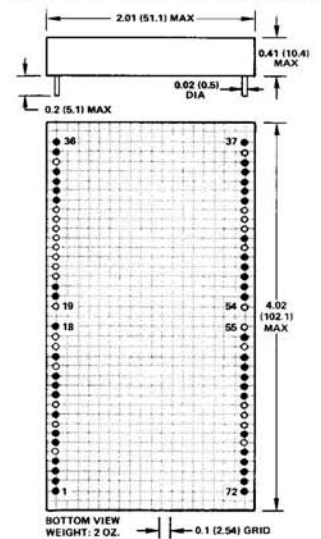 2.01 (51.1) MAX
0.41 (10.4)
MAX
0.02 (0.5)
DIA
0.2 (5.1) MAX
36 37
19 54
4.02
(102.1)
MAX
18 55
1 72
BOTTOM VIEW
WEIGHT: 2 OZ.
0.1 (2.54) GRID